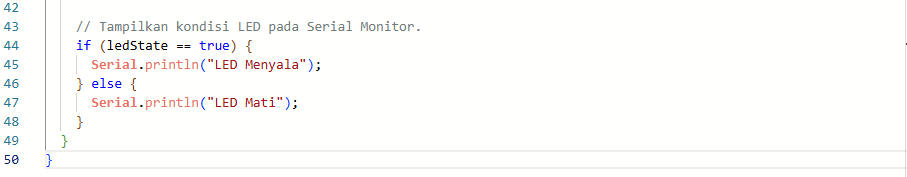 42
43 // Tampilkan kondisi LED pada Serial Monitor.
44 if (ledState == true) {
45 Serial.println("LED Menyala");
46 } else {
47 Serial.println("LED Mati");
48 }
49 }
50 }